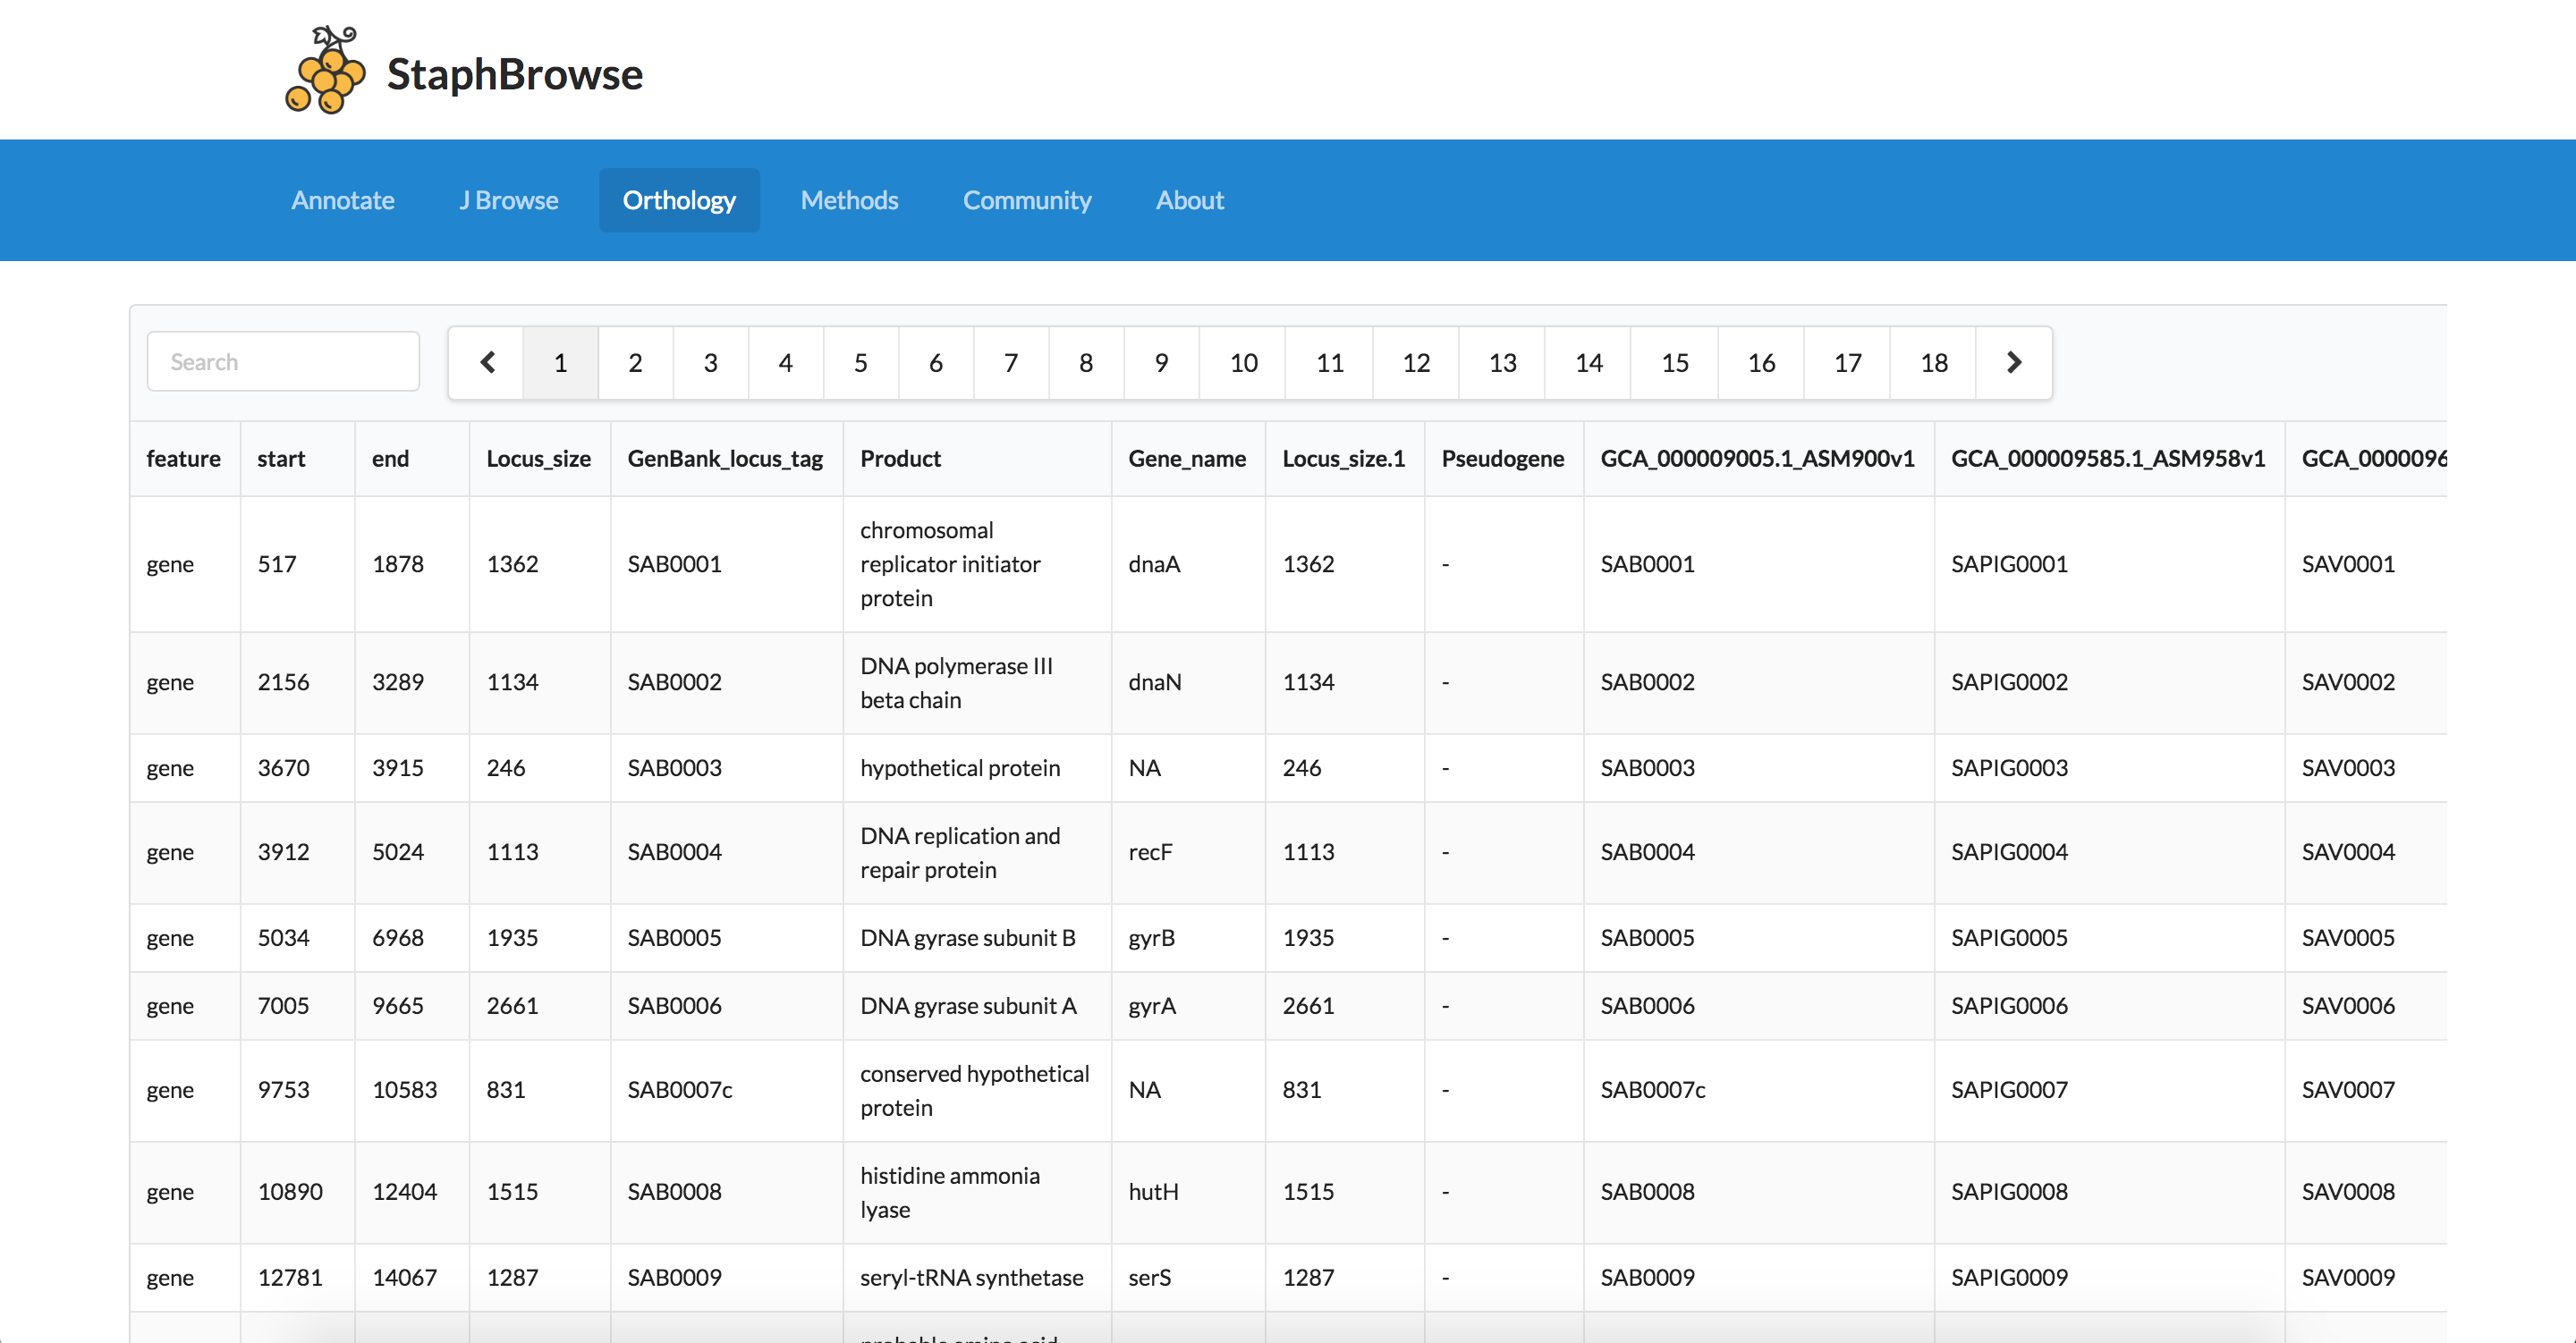 StaphBrowse
Annotate J Browse Orthology Methods Community About
Search 1 2 3 4 5 6 7 8 9 10 11 12 13 14 15 16 17 18
feature start end Locus_size GenBank_locus_tag Product Gene_name Locus_size.1 Pseudogene GCA_000009005.1_ASM900v1 GCA_000009585.1_ASM958v1 GCA_0000096
gene 517 1878 1362 SAB0001 chromosomal replicator initiator protein dnaA 1362 - SAB0001 SAPIG0001 SAV0001
gene 2156 3289 1134 SAB0002 DNA polymerase III beta chain dnaN 1134 - SAB0002 SAPIG0002 SAV0002
gene 3670 3915 246 SAB0003 hypothetical protein NA 246 - SAB0003 SAPIG0003 SAV0003
gene 3912 5024 1113 SAB0004 DNA replication and repair protein recF 1113 - SAB0004 SAPIG0004 SAV0004
gene 5034 6968 1935 SAB0005 DNA gyrase subunit B gyrB 1935 - SAB0005 SAPIG0005 SAV0005
gene 7005 9665 2661 SAB0006 DNA gyrase subunit A gyrA 2661 - SAB0006 SAPIG0006 SAV0006
gene 9753 10583 831 SAB0007c conserved hypothetical protein NA 831 - SAB0007c SAPIG0007 SAV0007
gene 10890 12404 1515 SAB0008 histidine ammonia lyase hutH 1515 - SAB0008 SAPIG0008 SAV0008
gene 12781 14067 1287 SAB0009 seryl-tRNA synthetase serS 1287 - SAB0009 SAPIG0009 SAV0009